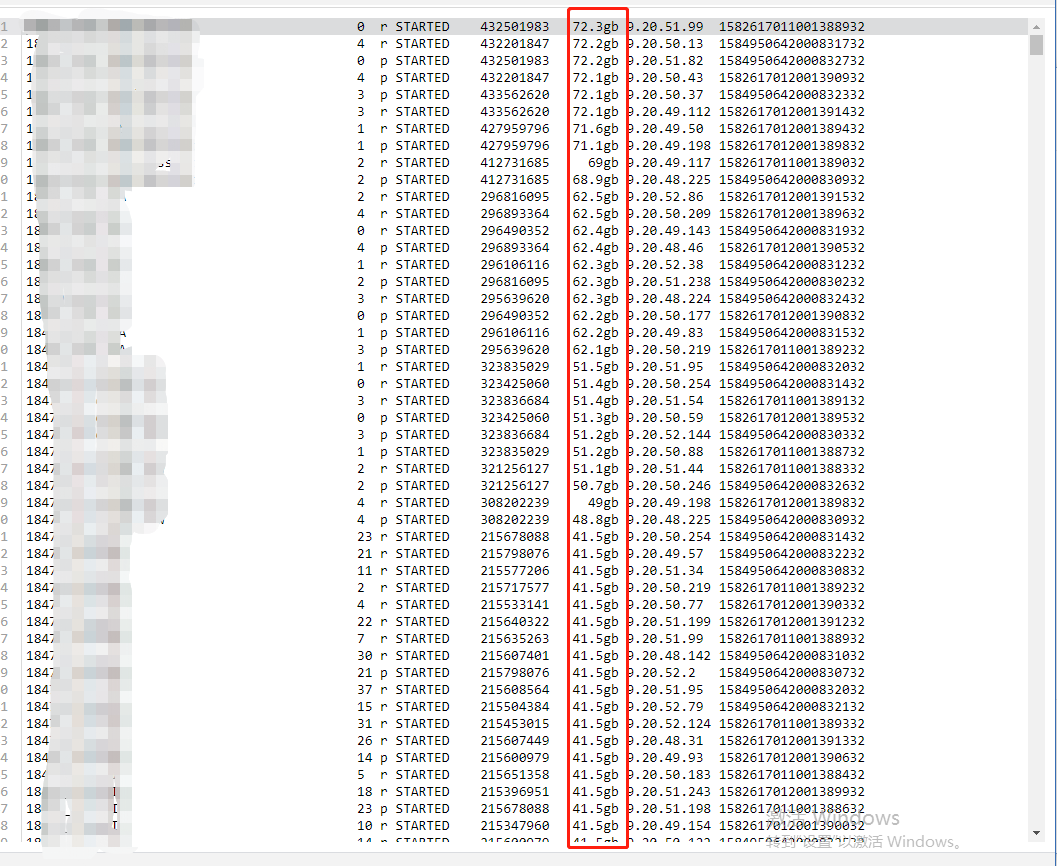 1 0 r STARTED 432501983 72.3gb 9.20.51.99 1582617011001388932
2 18 4 r STARTED 432201847 72.2gb 9.20.50.13 1584950642000831732
3 1 0 p STARTED 432501983 72.2gb 9.20.51.82 1584950642000832732
4 1 4 p STARTED 432201847 72.1gb 9.20.50.43 1582617012001390932
5 1 3 p STARTED 433562620 72.1gb 9.20.50.37 1584950642000832332
6 1 3 r STARTED 433562620 72.1gb 9.20.49.112 1582617012001391432
7 1 1 r STARTED 427959796 71.6gb 9.20.49.50 1582617012001389432
8 1 1 p STARTED 427959796 71.1gb 9.20.49.198 1582617012001389832
9 1 2 r STARTED 412731685 69gb 9.20.49.117 1582617011001389032
0 1 2 p STARTED 412731685 68.9gb 9.20.48.225 1584950642000830932
1 18 2 r STARTED 296816095 62.5gb 9.20.52.86 1582617012001391532
2 18 4 r STARTED 296893364 62.5gb 9.20.50.209 1582617012001389632
3 18 0 r STARTED 296490352 62.4gb 9.20.49.143 1584950642000831932
4 18 4 p STARTED 296893364 62.4gb 9.20.48.46 1582617012001390532
5 18 1 r STARTED 296106116 62.3gb 9.20.52.38 1584950642000831232
6 18 2 p STARTED 296816095 62.3gb 9.20.51.238 1584950642000830232
7 18 3 r STARTED 295639620 62.3gb 9.20.48.224 1584950642000832432
8 18 0 p STARTED 296490352 62.2gb 9.20.50.177 1582617012001390832
9 184 A 1 p STARTED 296106116 62.2gb 9.20.49.83 1584950642000831532
0 184 3 p STARTED 295639620 62.1gb 9.20.50.219 1582617011001389232
1 184 1 r STARTED 323835029 51.5gb 9.20.51.95 1584950642000832032
2 184 0 r STARTED 323425060 51.4gb 9.20.50.254 1584950642000831432
3 184 3 r STARTED 323836684 51.4gb 9.20.51.54 1582617011001389132
4 1847 0 p STARTED 323425060 51.3gb 9.20.50.59 1582617012001389532
5 1847 3 p STARTED 323836684 51.2gb 9.20.52.144 1584950642000830332
6 1847 1 p STARTED 323835029 51.2gb 9.20.50.88 1582617011001388732
7 1847 2 r STARTED 321256127 51.1gb 9.20.51.44 1582617011001388332
8 1847 2 p STARTED 321256127 50.7gb 9.20.50.246 1584950642000832632
9 1847 4 r STARTED 308202239 49gb 9.20.49.198 1582617012001389832
0 1847 4 p STARTED 308202239 48.8gb 9.20.48.225 1584950642000830932
1 1847 23 r STARTED 215678088 41.5gb 9.20.50.254 1584950642000831432
2 1847 21 r STARTED 215798076 41.5gb 9.20.49.57 1584950642000832232
3 1847 11 r STARTED 215577206 41.5gb 9.20.51.34 1584950642000830832
4 1847 2 r STARTED 215717577 41.5gb 9.20.50.219 1582617011001389232
5 1847 4 r STARTED 215533141 41.5gb 9.20.50.77 1582617012001390332
6 1847 22 r STARTED 215640322 41.5gb 9.20.51.199 1582617012001391232
7 1847 7 r STARTED 215635263 41.5gb 9.20.51.99 1582617011001388932
8 1847 30 r STARTED 215607401 41.5gb 9.20.48.142 1584950642000831032
9 1847 21 p STARTED 215798076 41.5gb 9.20.52.2 1584950642000830732
0 1847 37 r STARTED 215608564 41.5gb 9.20.51.95 1584950642000832032
1 1847 15 r STARTED 215504384 41.5gb 9.20.52.79 1584950642000832132
2 1847 31 r STARTED 215453015 41.5gb 9.20.52.124 1582617011001389332
3 184 26 r STARTED 215607449 41.5gb 9.20.48.31 1582617012001391332
4 184 14 p STARTED 215600979 41.5gb 9.20.49.93 1582617012001390632
5 184 5 r STARTED 215651358 41.5gb 9.20.50.183 1582617011001388432
6 184 18 r STARTED 215396951 41.5gb 9.20.51.243 1582617012001389932
7 184 23 p STARTED 215678088 41.5gb 9.20.51.198 1582617011001388632
8 18 10 r STARTED 215347960 41.5gb 9.20.49.154 1582617012001390032
激活 Windows
转到"设置"以激活 Windows。